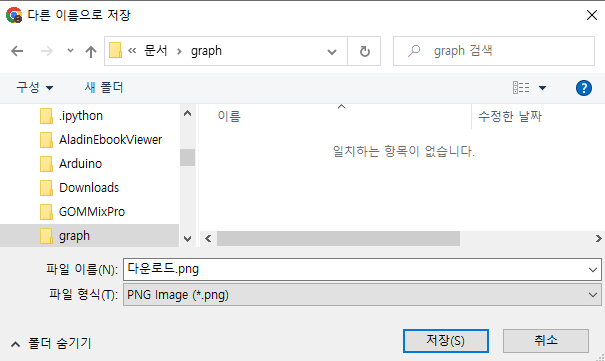 다른 이름으로 저장
« 문서 › graph
graph 검색
구성
새 폴더
.ipython
AladinEbookViewer
Arduino
Downloads
GOMMixPro
graph
이름
수정한 날짜
일치하는 항목이 없습니다.
파일 이름(N): 다운로드.png
파일 형식(T): PNG Image (*.png)
폴더 숨기기
저장(S)
취소